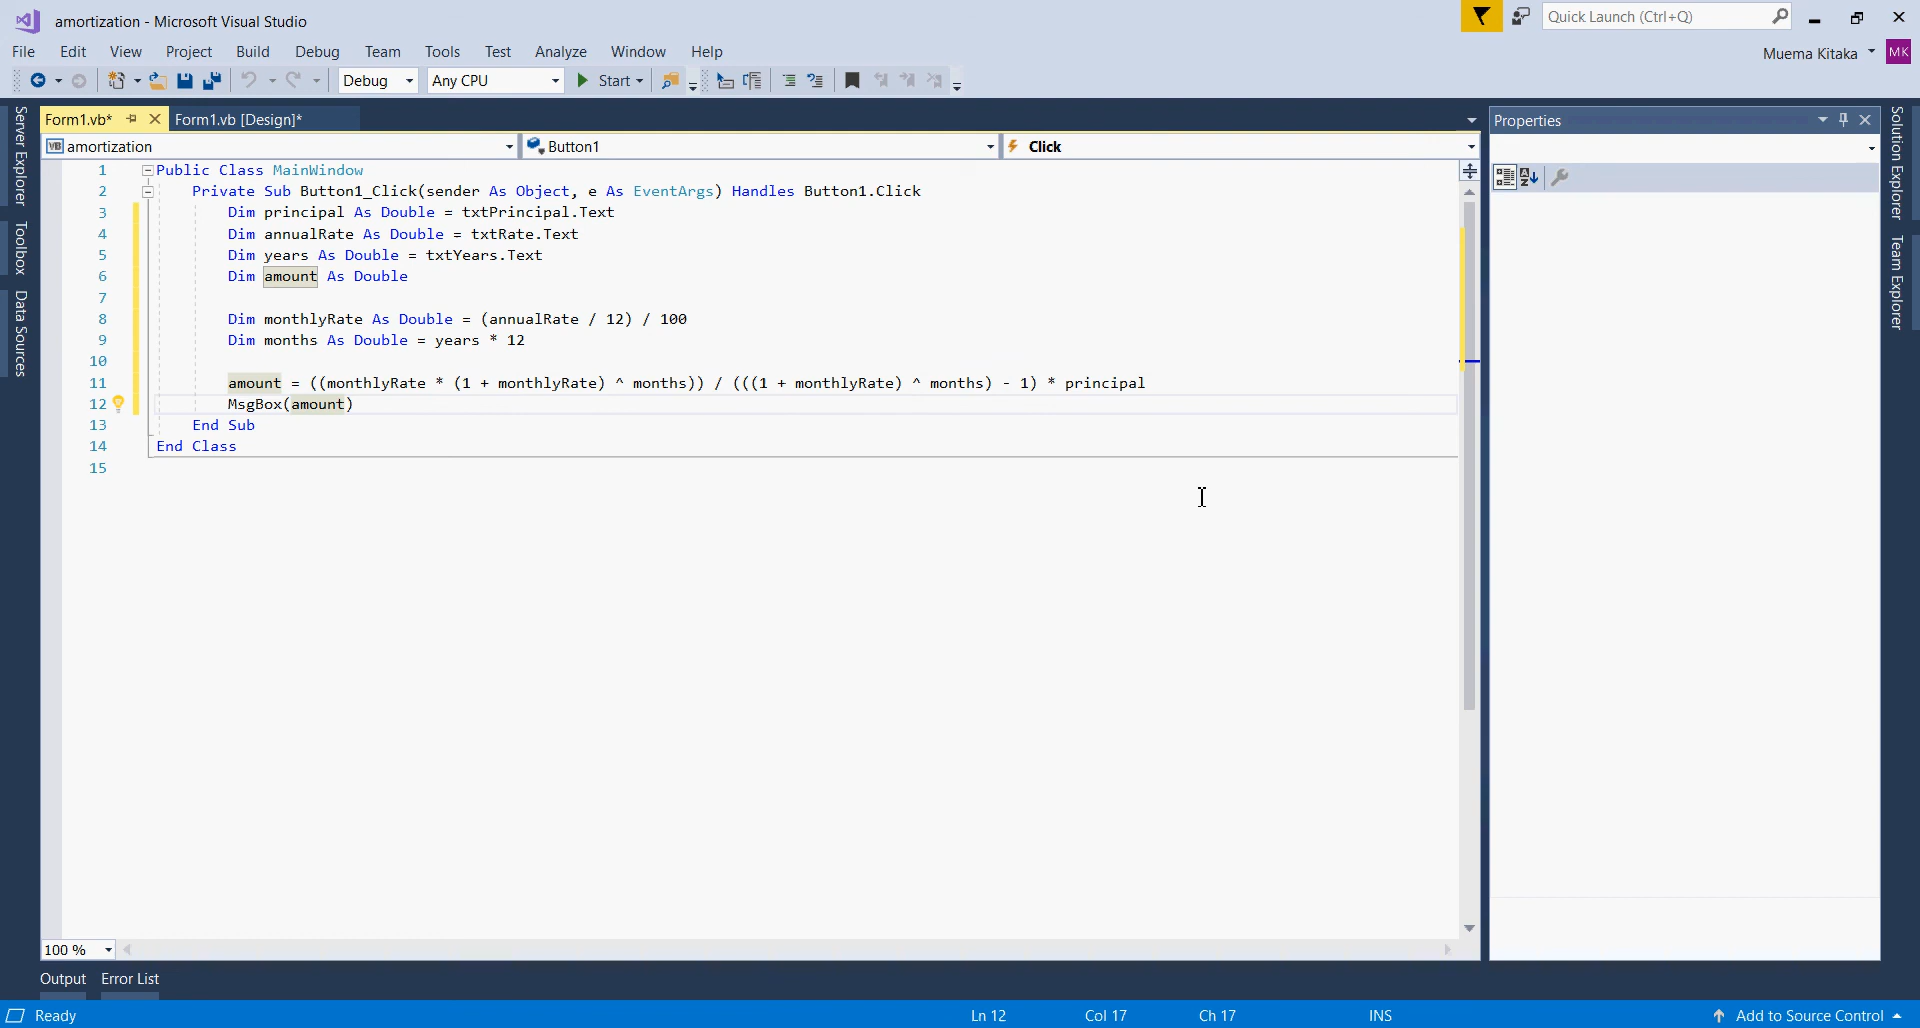 amortization - Microsoft Visual Studio
Quick Launch (Ctrl+Q)
File Edit View Project Build Debug Team Tools Test Analyze Window Help
Muema Kitaka MK
Debug Any CPU Start
Server Explorer
Toolbox
Data Sources
Form1.vb* Form1.vb [Design]*
VB amortization Button1 Click
1 Public Class MainWindow
2 Private Sub Button1_Click(sender As Object, e As EventArgs) Handles Button1.Click
3 Dim principal As Double = txtPrincipal.Text
4 Dim annualRate As Double = txtRate.Text
5 Dim years As Double = txtYears.Text
6 Dim amount As Double
7
8 Dim monthlyRate As Double = (annualRate / 12) / 100
9 Dim months As Double = years * 12
10
11 amount = ((monthlyRate * (1 + monthlyRate) ^ months)) / (((1 + monthlyRate) ^ months) - 1) * principal
12 MsgBox(amount)
13 End Sub
14 End Class
15
100 %
Properties
Solution Explorer
Team Explorer
Output Error List
Ready Ln 12 Col 17 Ch 17 INS Add to Source Control